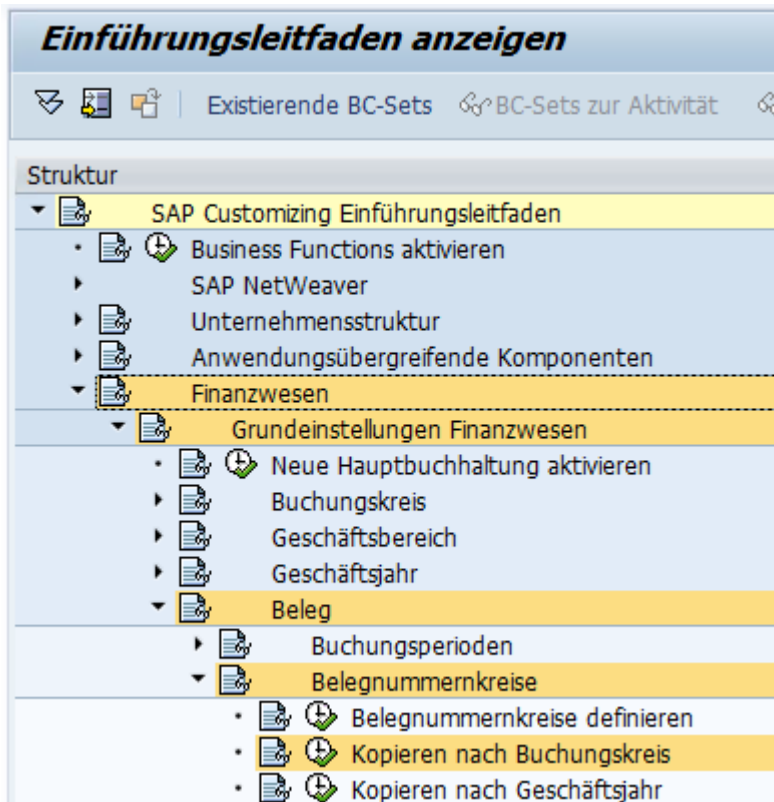 Einführungsleitfaden anzeigen
Existierende BC-Sets BC-Sets zur Aktivität
Struktur
SAP Customizing Einführungsleitfaden
Business Functions aktivieren
SAP NetWeaver
Unternehmensstruktur
Anwendungsübergreifende Komponenten
Finanzwesen
Grundeinstellungen Finanzwesen
Neue Hauptbuchhaltung aktivieren
Buchungskreis
Geschäftsbereich
Geschäftsjahr
Beleg
Buchungsperioden
Belegnummernkreise
Belegnummernkreise definieren
Kopieren nach Buchungskreis
Kopieren nach Geschäftsjahr